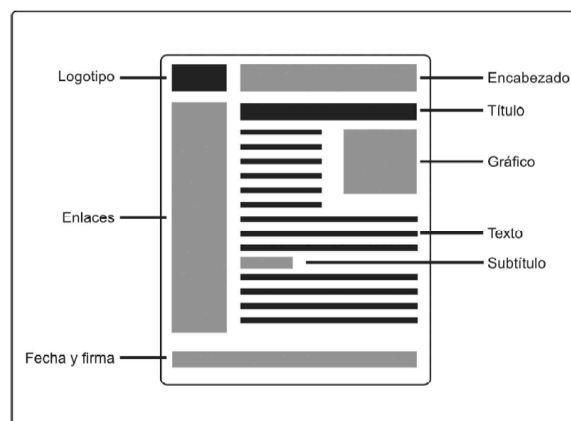 Logotipo
Encabezado
Título
Gráfico
Enlaces
Texto
Subtítulo
Fecha y firma